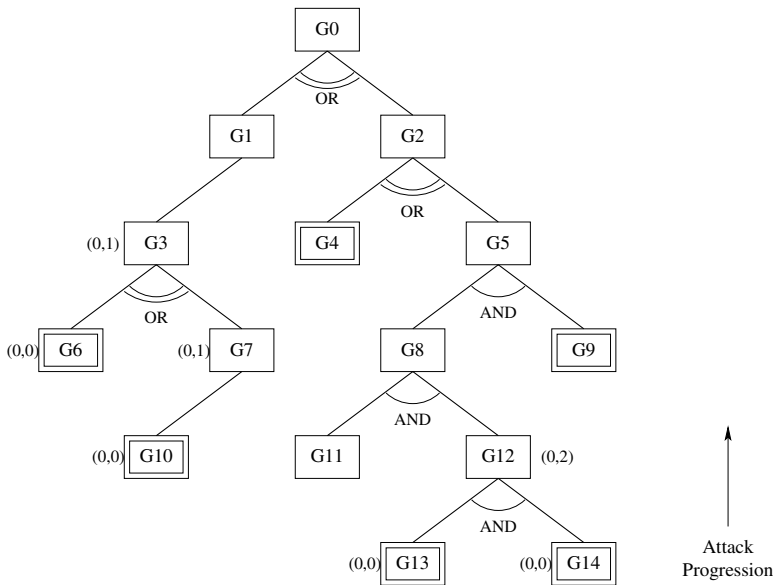 G0
OR
G1 G2
OR
(0,1) G3 G4 G5
OR AND
(0,0) G6 (0,1) G7 G8 G9
AND
(0,0) G10 G11 G12 (0,2)
AND
(0,0) G13 (0,0) G14
Attack
Progression